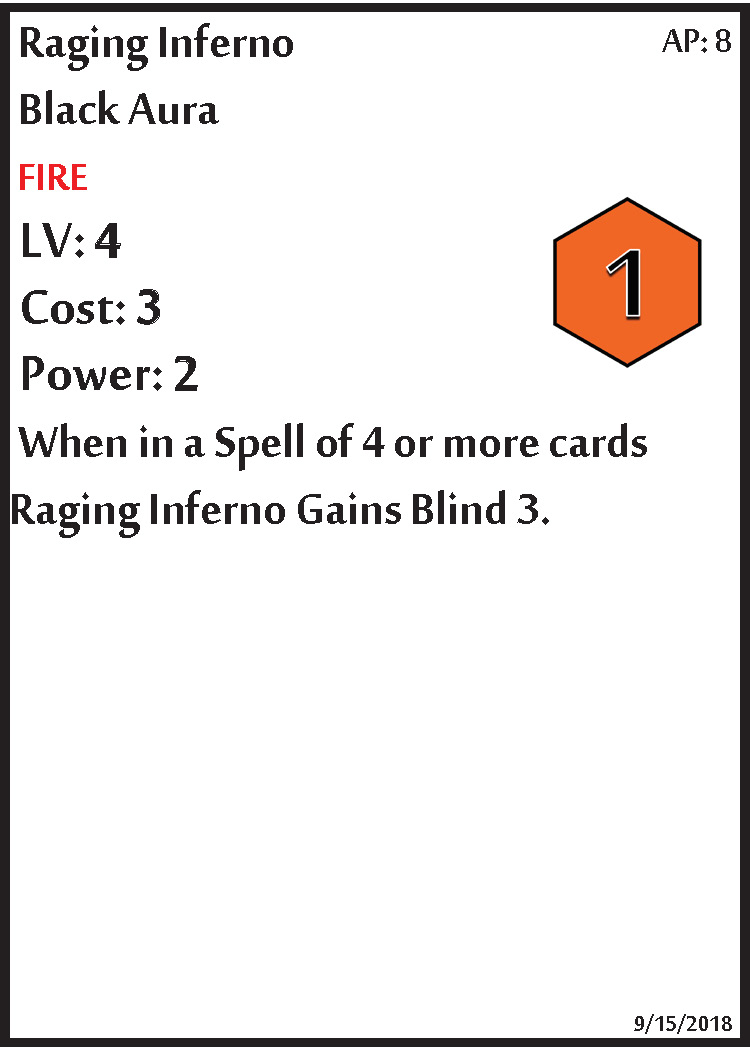 Raging Inferno
AP: 8
Black Aura
FIRE
LV: 4
Cost: 3
1
Power: 2
When in a Spell of 4 or more cards
Raging Inferno Gains Blind 3.
9/15/2018